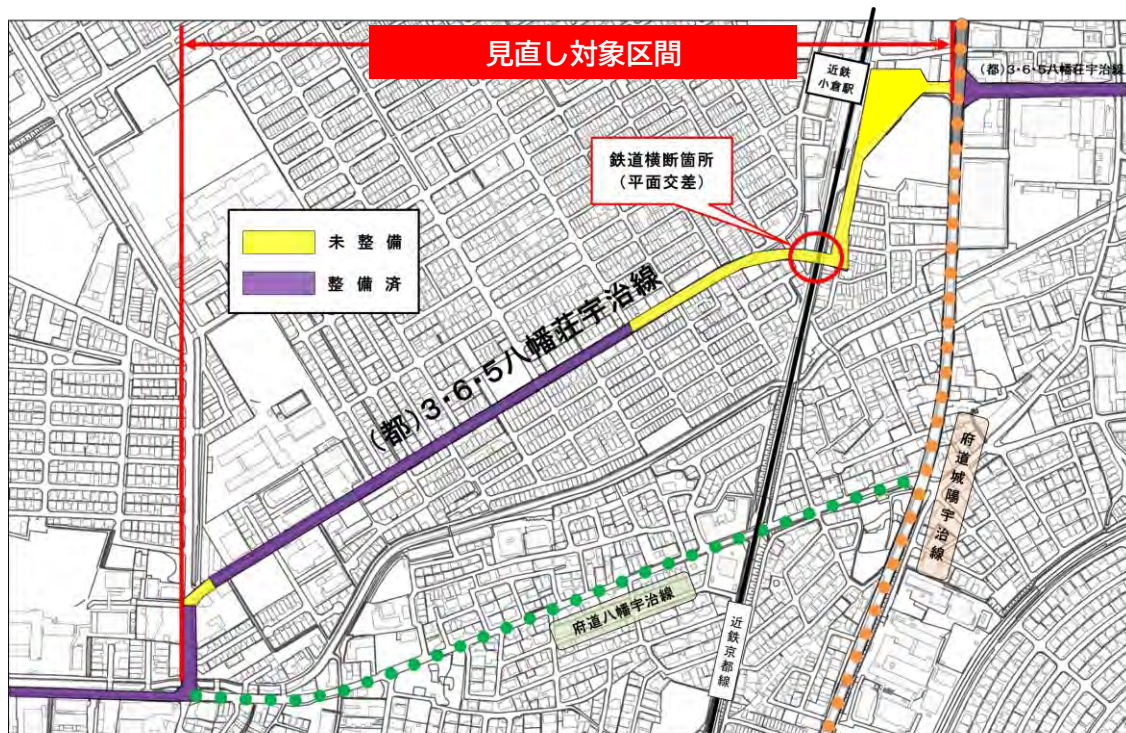 見直し対象区間
近鉄
小倉駅
(都)3・6・5八幡荘宇治線
鉄道横断箇所
(平面交差)
未整備
整備済
(都)3・6・5八幡荘宇治線
府道城陽宇治線
府道八幡宇治線
近鉄京都線